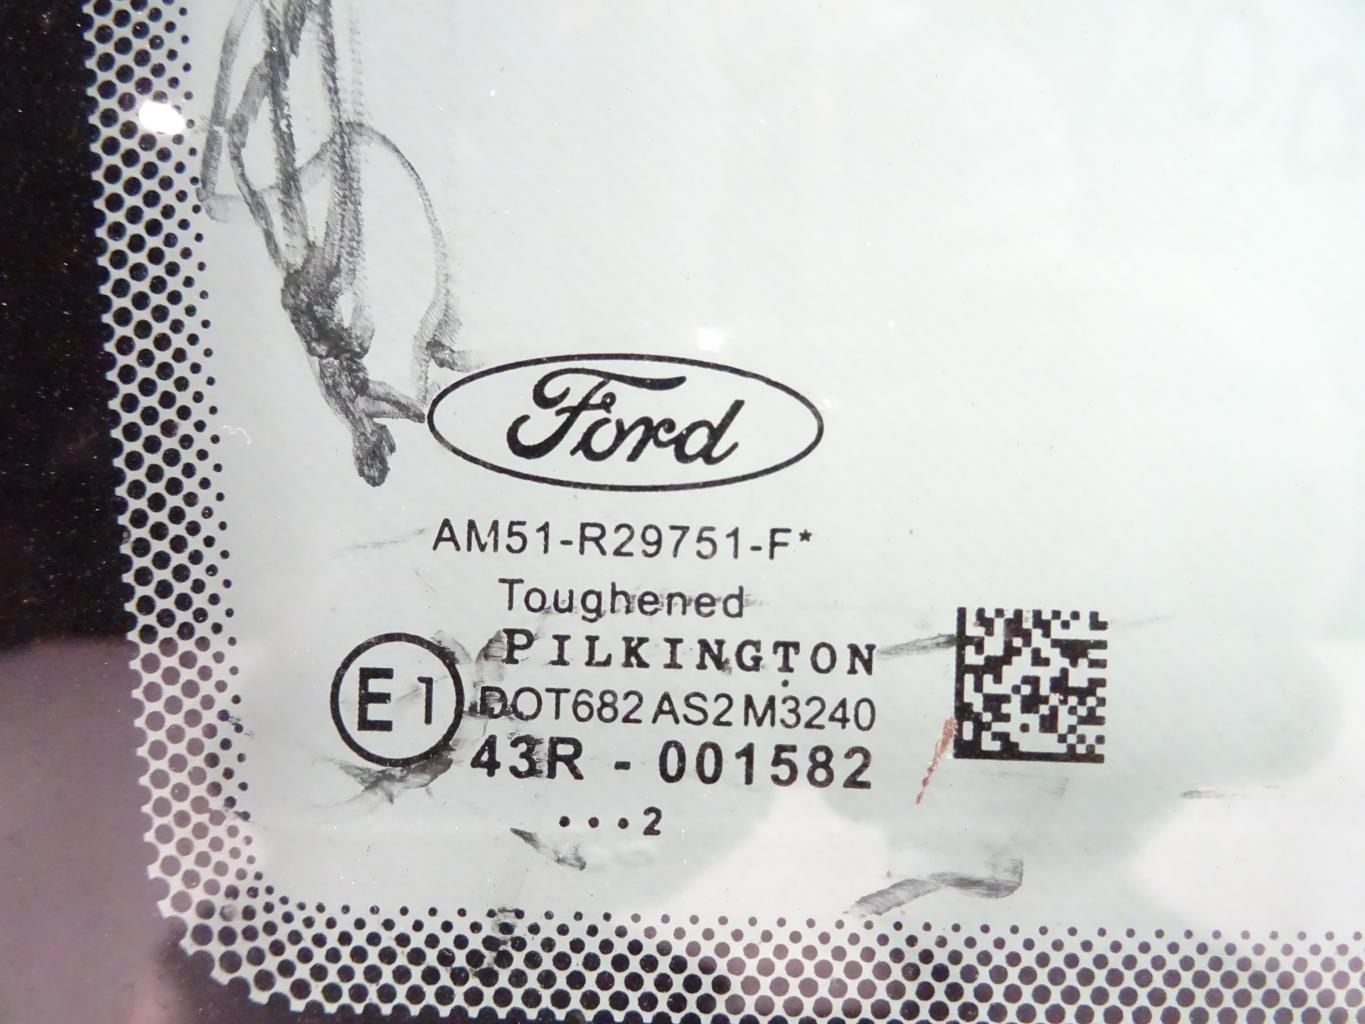 Ford
AM51-R29751-F*
Toughened
PILKINGTON
E1
DOT682 AS2 M3240
43R - 001582
...2